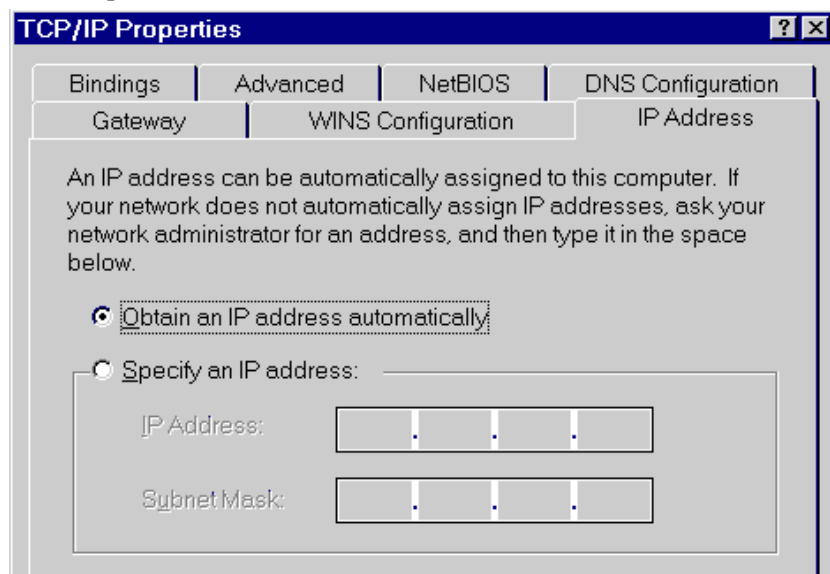 TCP/IP Properties
Bindings Advanced NetBIOS DNS Configuration
Gateway WINS Configuration IP Address
An IP address can be automatically assigned to this computer. If
your network does not automatically assign IP addresses, ask your
network administrator for an address, and then type it in the space
below.
Obtain an IP address automatically
Specify an IP address:
IP Address:
Subnet Mask: